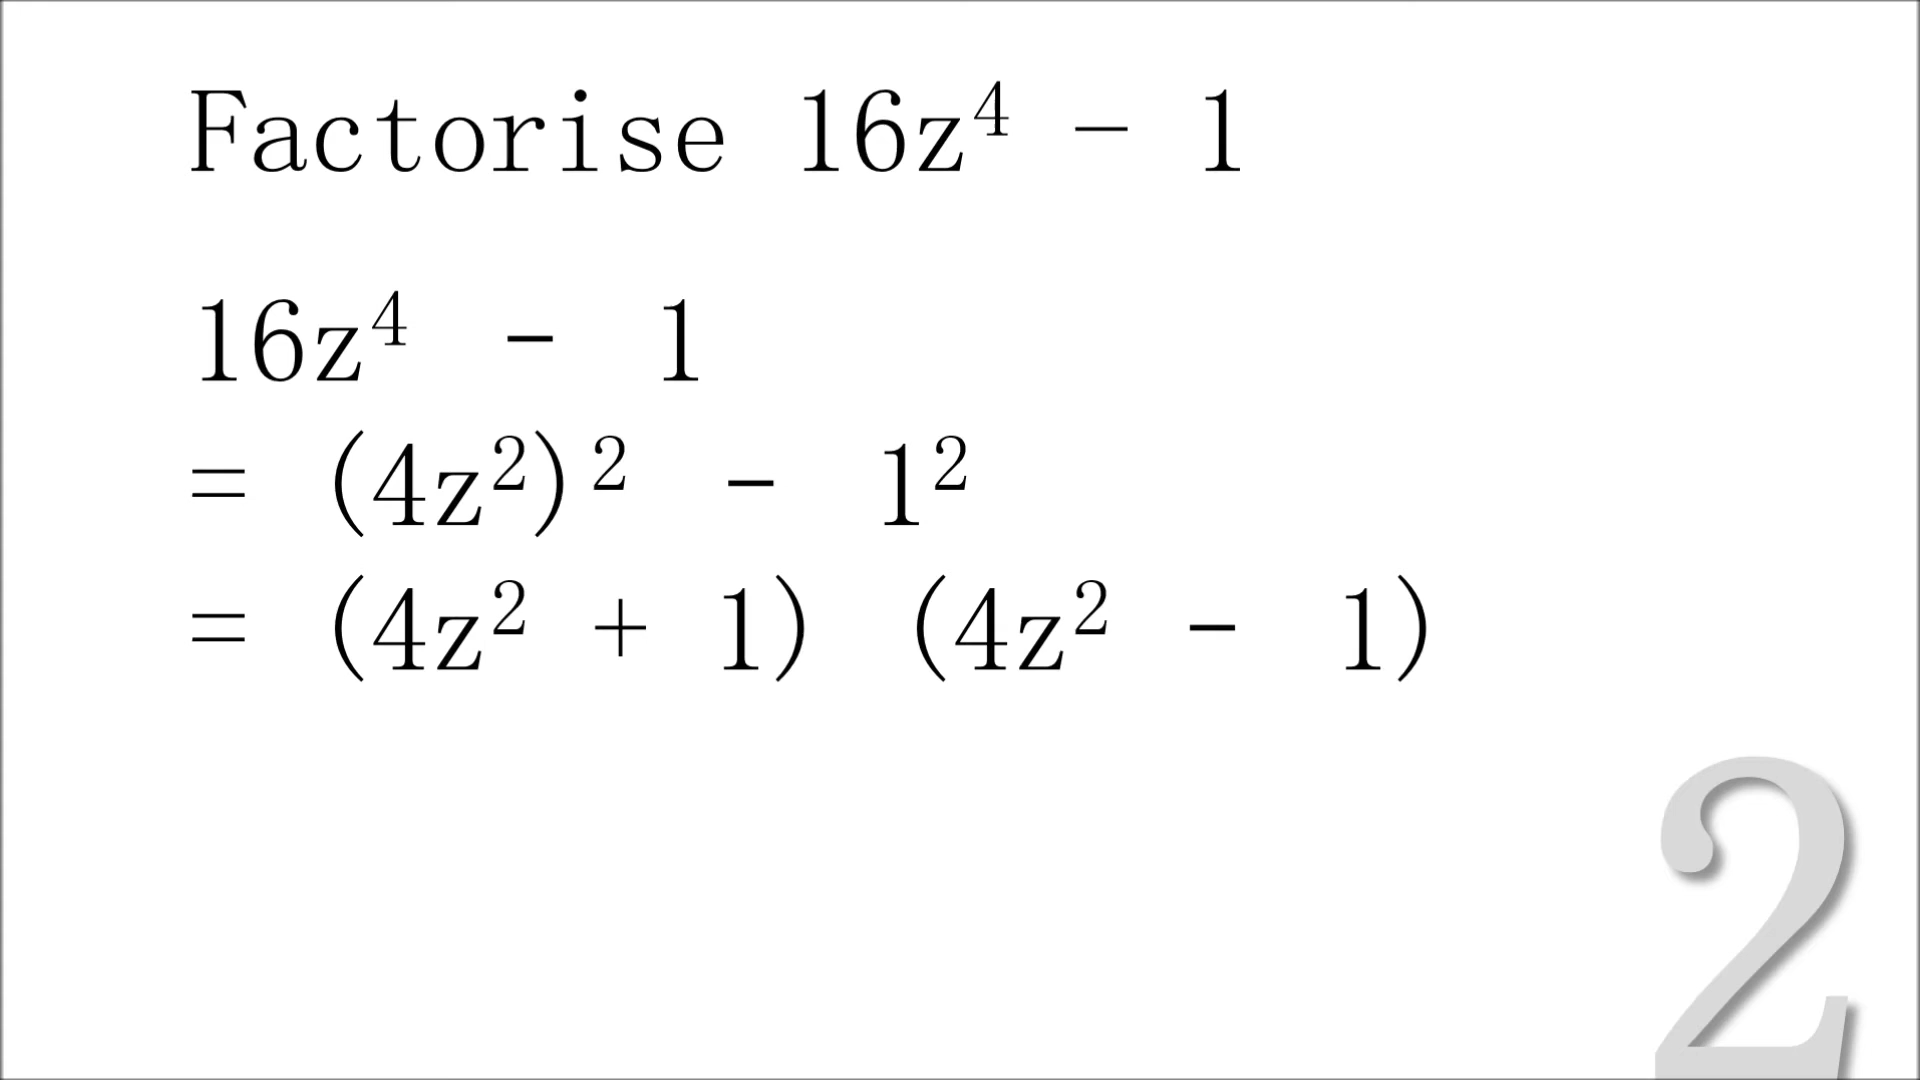 Factorise 16z⁴ − 1
16z⁴ - 1
= (4z²)² - 1²
= (4z² + 1) (4z² - 1)
2